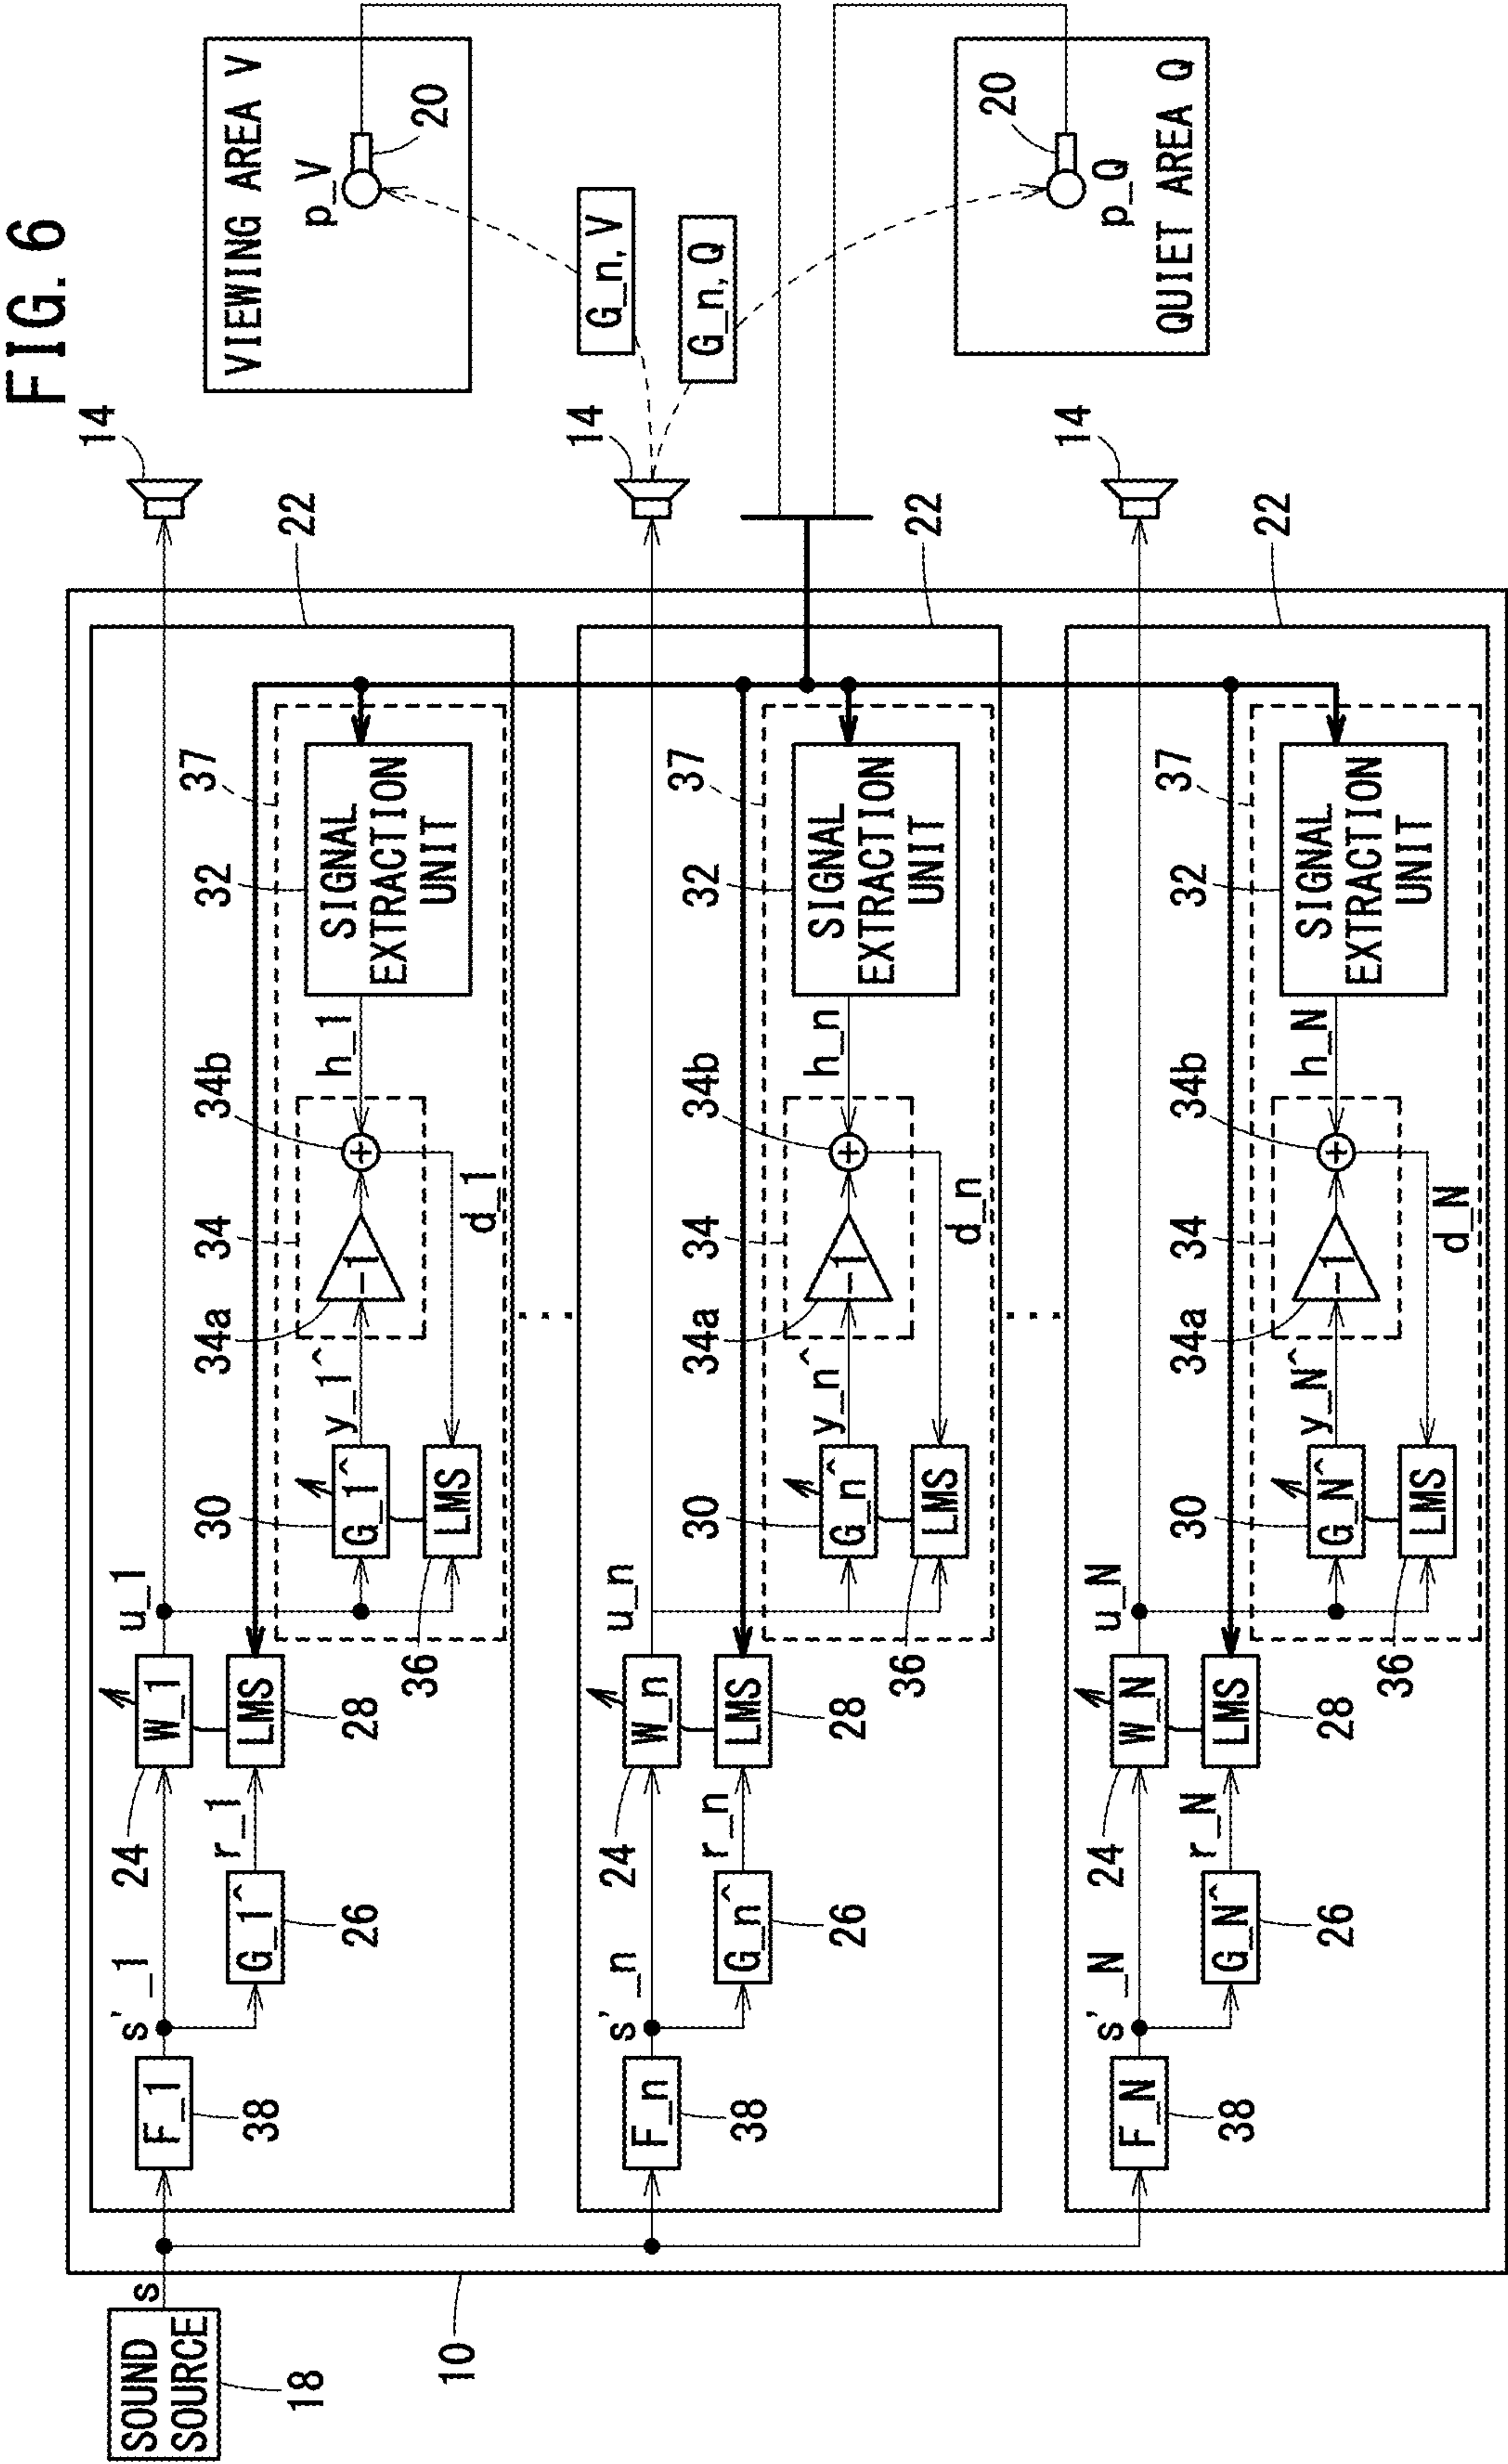 FIG. 6
SOUND
SOURCE
18
s
10
F_1
38
s'_1
24
W_1
u_1
14
22
G_1^
26
r_1
LMS
28
30
G_1^
y_1^
34a
-1
34
34b
h_1
32
SIGNAL
EXTRACTION
UNIT
37
36
LMS
d_1
F_n
38
s'_n
24
W_n
u_n
14
22
G_n^
26
r_n
LMS
28
30
G_n^
y_n^
34a
-1
34
34b
h_n
32
SIGNAL
EXTRACTION
UNIT
37
36
LMS
d_n
F_N
38
s'_N
24
W_N
u_N
14
22
G_N^
26
r_N
LMS
28
30
G_N^
y_N^
34a
-1
34
34b
h_N
32
SIGNAL
EXTRACTION
UNIT
37
36
LMS
d_N
VIEWING AREA V
p_V
20
G_n, V
G_n, Q
20
p_Q
QUIET AREA Q